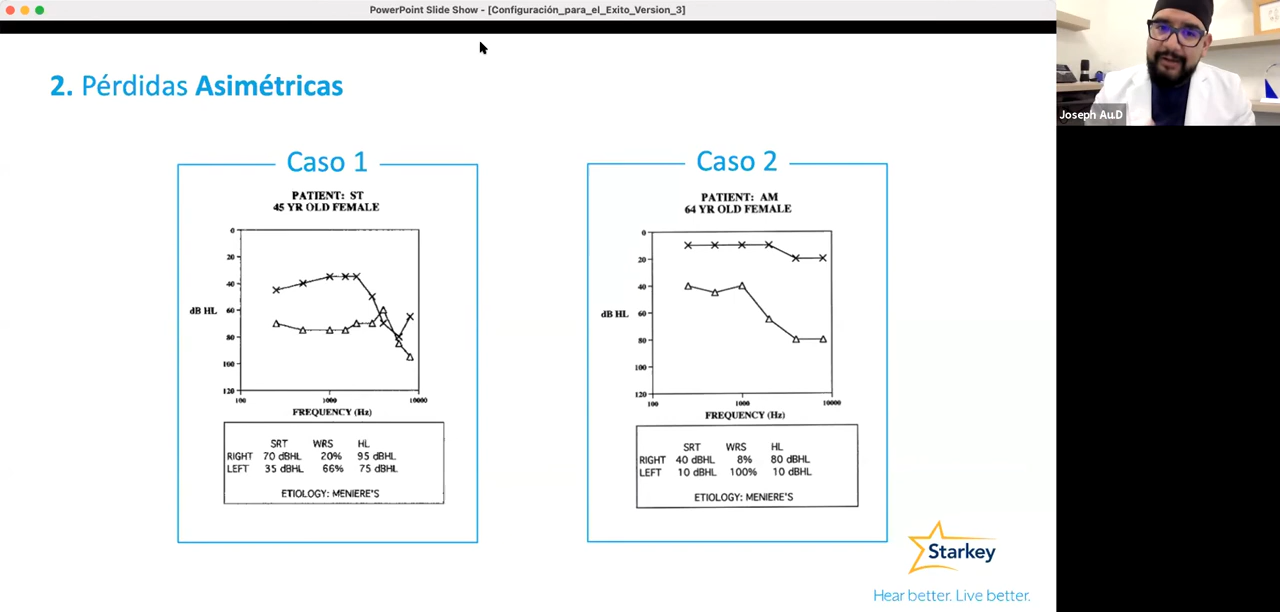 PowerPoint Slide Show - [Configuración_para_el_Exito_Version_3]
2. Pérdidas Asimétricas
Caso 1
PATIENT: ST
45 YR OLD FEMALE
0
20
40
dB HL
60
80
100
120
100
1000
10000
FREQUENCY (Hz)
SRT WRS HL
RIGHT 70 dBHL 20% 95 dBHL
LEFT 35 dBHL 66% 75 dBHL
ETIOLOGY: MENIERE'S
Caso 2
PATIENT: AM
64 YR OLD FEMALE
0
20
40
dB HL
60
80
100
120
100
1000
10000
FREQUENCY (Hz)
SRT WRS HL
RIGHT 40 dBHL 8% 80 dBHL
LEFT 10 dBHL 100% 10 dBHL
ETIOLOGY: MENIERE'S
Starkey
Hear better. Live better.
Joseph Au.D